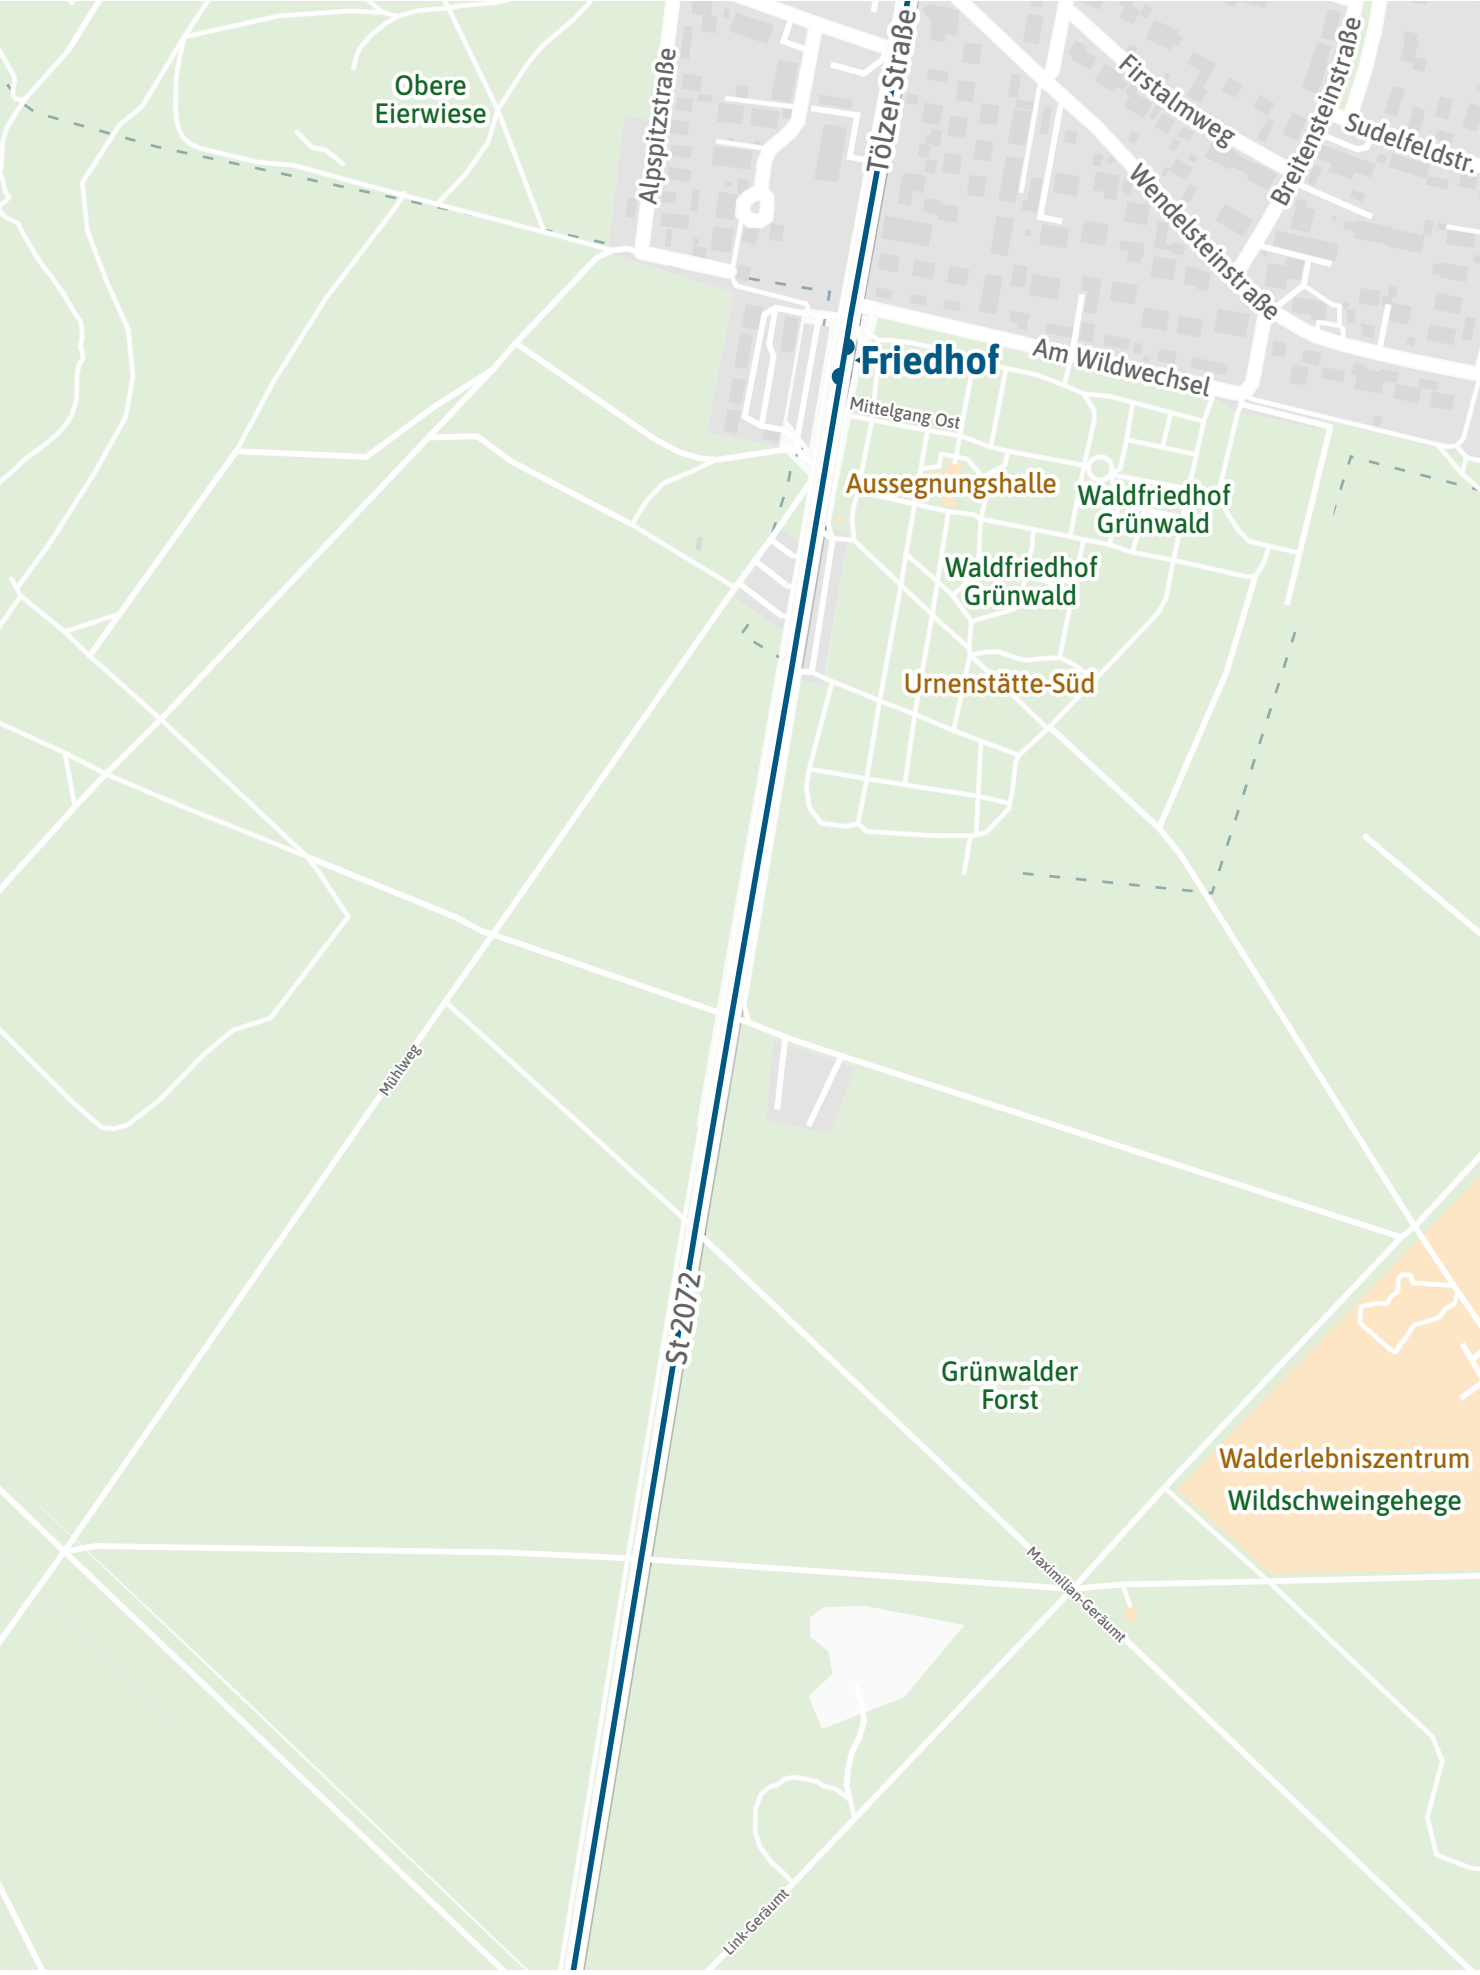 Tölzer Straße
Breitensteinstraße
Alpspitzstraße
Firstalmweg
Obere
Eierwiese
Sudelfeldstr.
Wendelsteinstraße
Am Wildwechsel
Friedhof
Mittelgang Ost
Aussegnungshalle
Waldfriedhof
Grünwald
Waldfriedhof
Grünwald
Urnenstätte-Süd
Mühlweg
St 2072
Grünwalder
Forst
Walderlebniszentrum
Wildschweingehege
Maximilian-Geräumt
Link-Geräumt